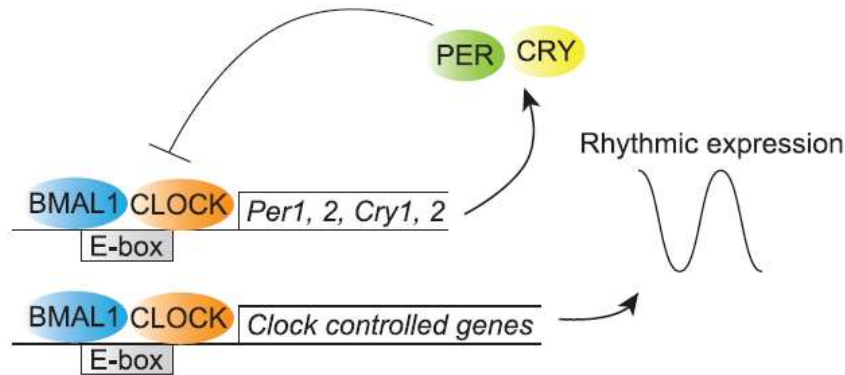 PER CRY
Rhythmic expression
BMAL1 CLOCK Per1, 2, Cry1, 2
E-box
BMAL1 CLOCK Clock controlled genes
E-box